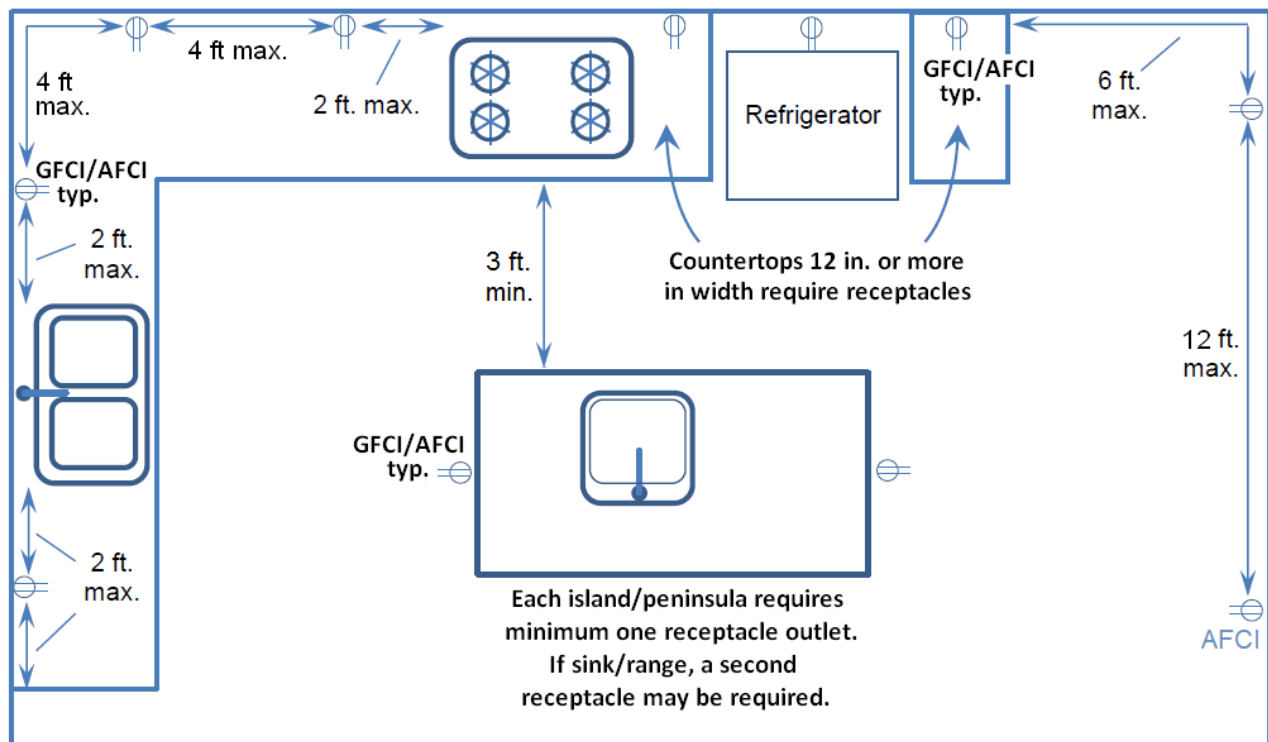 4 ft max.
2 ft. max.
4 ft
max.
GFCI/AFCI
typ.
2 ft.
max.
2 ft.
max.
Refrigerator
GFCI/AFCI
typ.
6 ft.
max.
3 ft.
min.
Countertops 12 in. or more
in width require receptacles
12 ft.
max.
GFCI/AFCI
typ.
Each island/peninsula requires
minimum one receptacle outlet.
If sink/range, a second
receptacle may be required.
AFCI